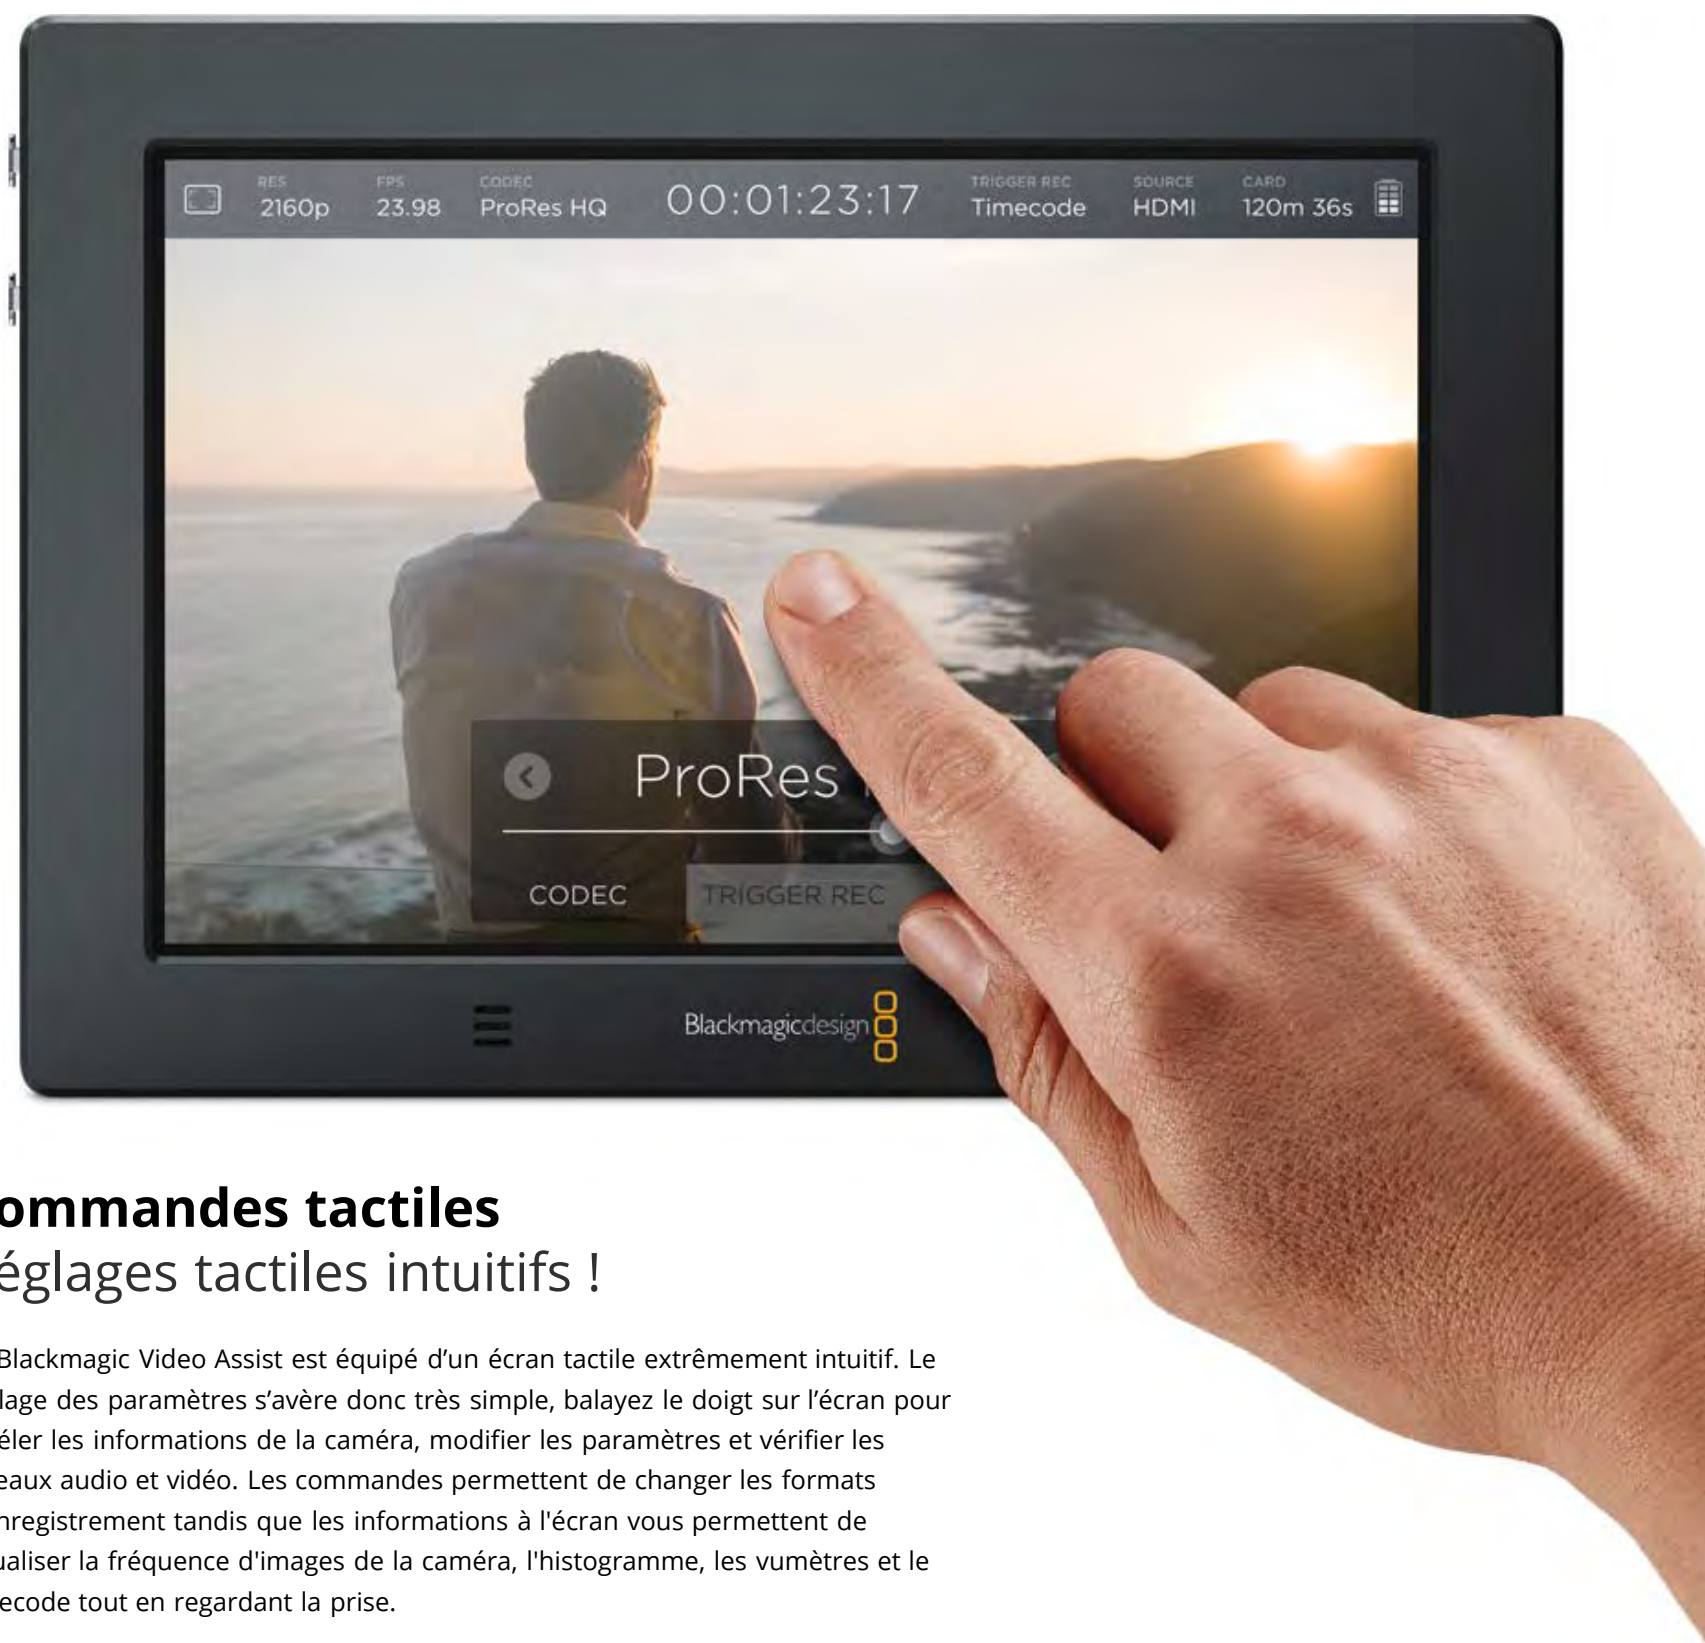 RES FPS CODEC TRIGGER REC SOURCE CARD
2160p 23.98 ProRes HQ 00:01:23:17 Timecode HDMI 120m 36s
ProRes
CODEC TRIGGER REC
Blackmagicdesign
ommandes tactiles
églages tactiles intuitifs !
Blackmagic Video Assist est équipé d’un écran tactile extrêmement intuitif. Le
lage des paramètres s’avère donc très simple, balayez le doigt sur l’écran pour
éler les informations de la caméra, modifier les paramètres et vérifier les
eaux audio et vidéo. Les commandes permettent de changer les formats
nregistrement tandis que les informations à l'écran vous permettent de
ualiser la fréquence d'images de la caméra, l'histogramme, les vumètres et le
ecode tout en regardant la prise.